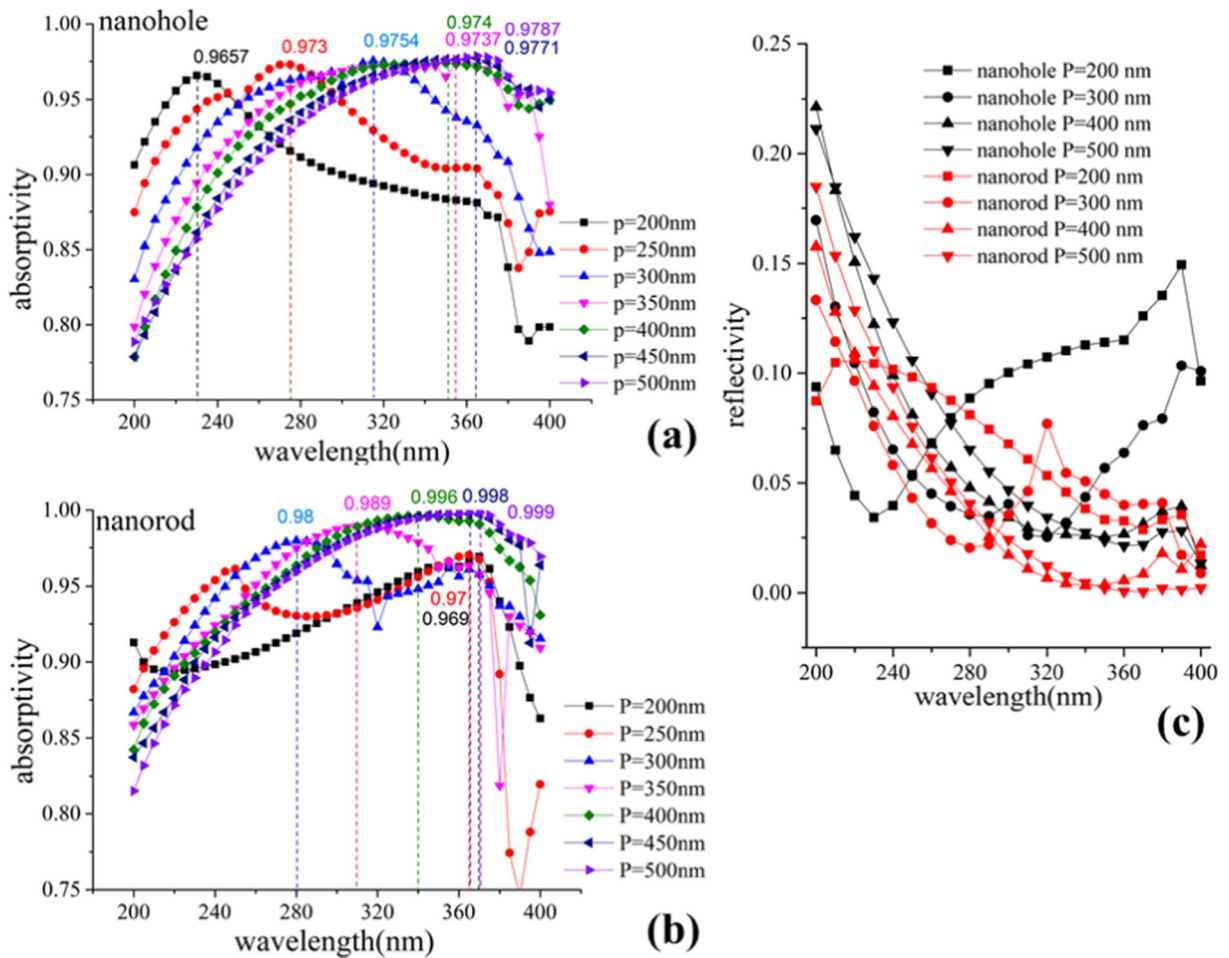 nanohole
0.9657
0.973
0.9754
0.974
0.9737
0.9787
0.9771
1.00
0.95
0.90
0.85
0.80
0.75
absorptivity
200 240 280 320 360 400
wavelength(nm)
p=200nm
p=250nm
p=300nm
p=350nm
p=400nm
p=450nm
p=500nm
(a)
nanorod
0.98
0.989
0.996
0.998
0.999
0.97
0.969
1.00
0.95
0.90
0.85
0.80
0.75
absorptivity
200 240 280 320 360 400
wavelength(nm)
P=200nm
P=250nm
P=300nm
P=350nm
P=400nm
P=450nm
P=500nm
(b)
0.25
0.20
0.15
0.10
0.05
0.00
reflectivity
nanohole P=200 nm
nanohole P=300 nm
nanohole P=400 nm
nanohole P=500 nm
nanorod P=200 nm
nanorod P=300 nm
nanorod P=400 nm
nanorod P=500 nm
200 240 280 320 360 400
wavelength(nm)
(c)